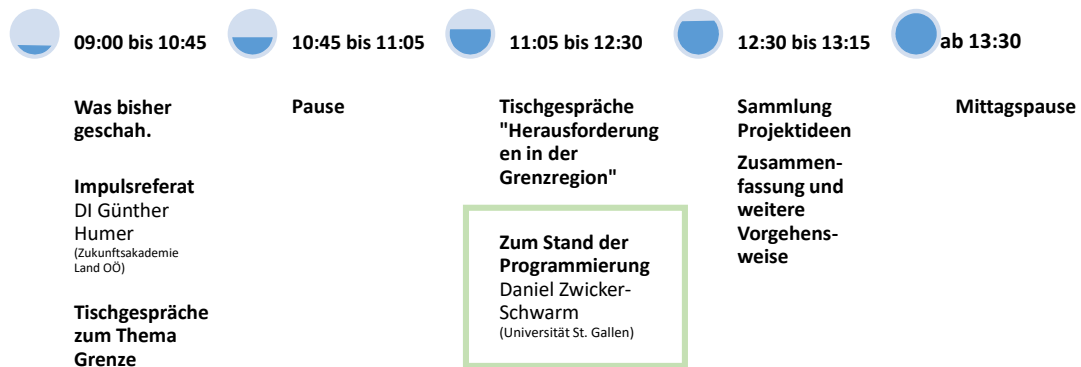 09:00 bis 10:45
10:45 bis 11:05
11:05 bis 12:30
12:30 bis 13:15
ab 13:30
Was bisher
geschah.
Impulsreferat
DI Günther
Humer
(Zukunftsakademie
Land OÖ)
Tischgespräche
zum Thema
Grenze
Pause
Tischgespräche
"Herausforderung
en in der
Grenzregion"
Zum Stand der
Programmierung
Daniel Zwicker-
Schwarm
(Universität St. Gallen)
Sammlung
Projektideen
Zusammen-
fassung und
weitere
Vorgehens-
weise
Mittagspause